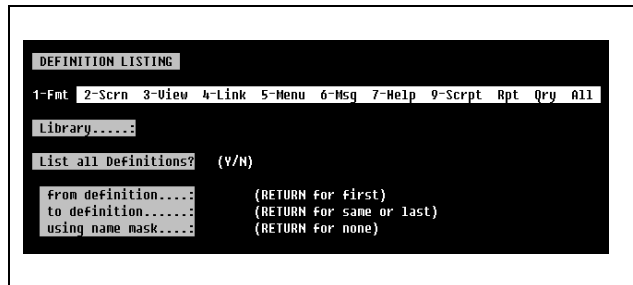 DEFINITION LISTING
1-Fmt 2-Scrn 3-View 4-Link 5-Menu 6-Msg 7-Help 9-Scrpt Rpt Qry All
Library.....:
List all Definitions? (Y/N)
from definition....: (RETURN for first)
to definition......: (RETURN for same or last)
using name mask....: (RETURN for none)